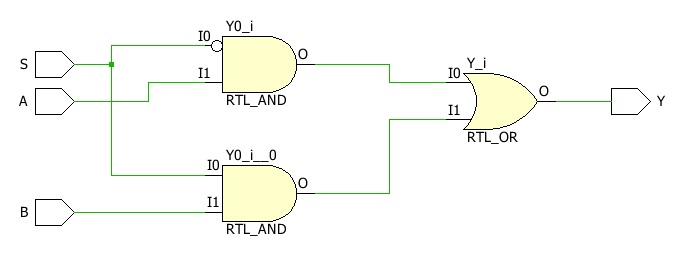 Y0_i
I0
S
O
Y_i
I1
I0
A
RTL_AND
O
Y
I1
Y0_i__0
RTL_OR
I0
O
I1
B
RTL_AND